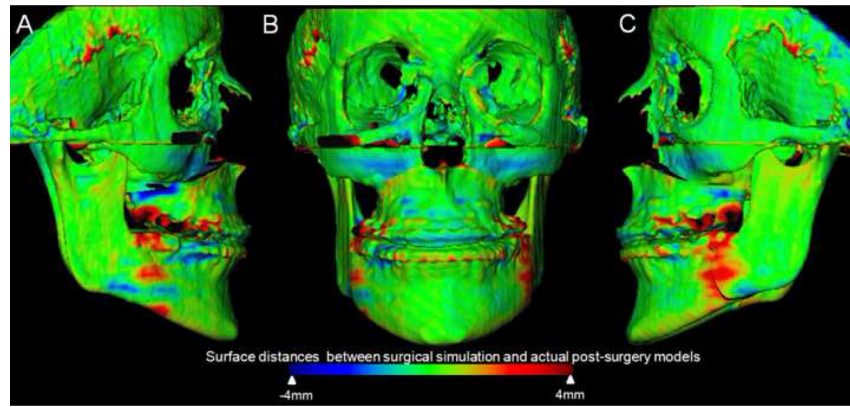 A B C
Surface distances between surgical simulation and actual post-surgery models
-4mm 4mm